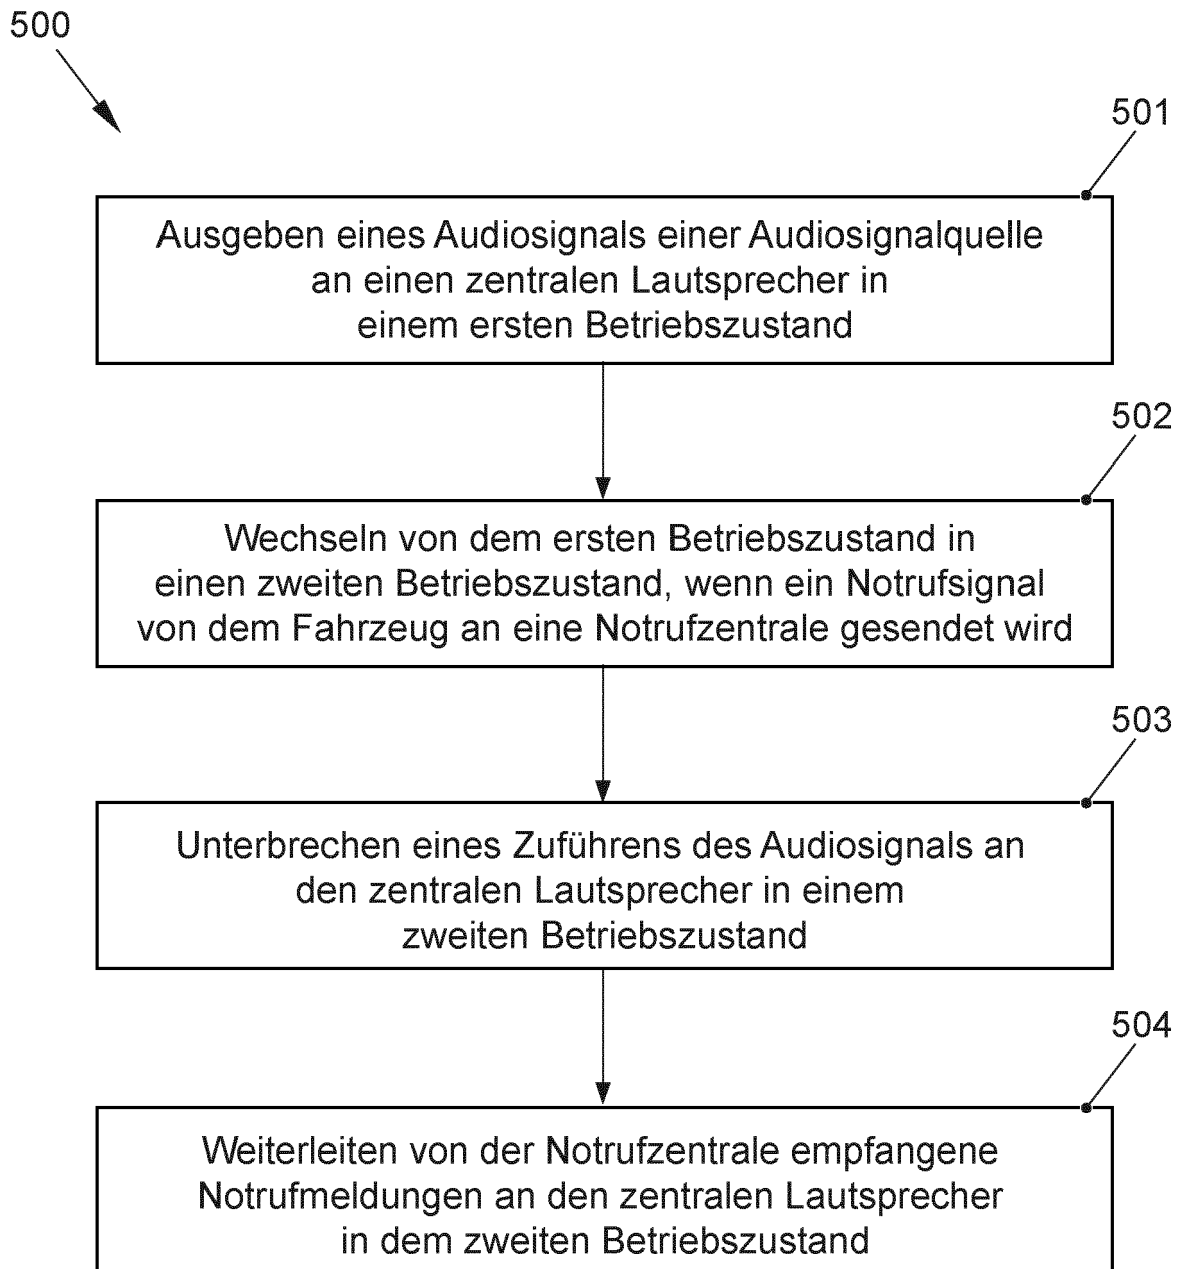 500
501
Ausgeben eines Audiosignals einer Audiosignalquelle
an einen zentralen Lautsprecher in
einem ersten Betriebszustand
502
Wechseln von dem ersten Betriebszustand in
einen zweiten Betriebszustand, wenn ein Notrufsignal
von dem Fahrzeug an eine Notrufzentrale gesendet wird
503
Unterbrechen eines Zuführens des Audiosignals an
den zentralen Lautsprecher in einem
zweiten Betriebszustand
504
Weiterleiten von der Notrufzentrale empfangene
Notrufmeldungen an den zentralen Lautsprecher
in dem zweiten Betriebszustand